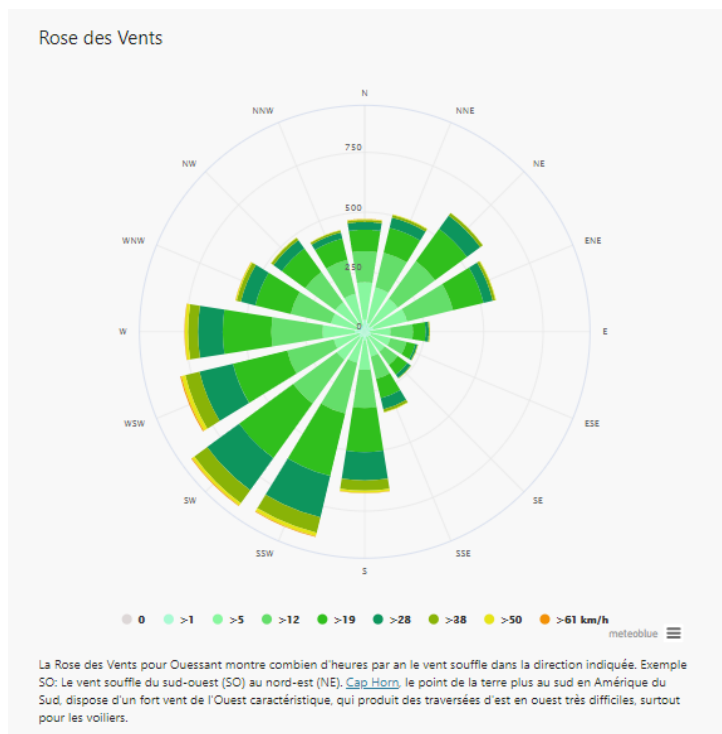 Rose des Vents
N
NNW
NNE
NW
NE
750
500
WNW
ENE
250
0
W
E
WSW
ESE
SW
SE
SSW
SSE
S
0 >1 >5 >12 >19 >28 >38 >50 >61 km/h
meteoblue
La Rose des Vents pour Ouessant montre combien d'heures par an le vent souffle dans la direction indiquée. Exemple
SO: Le vent souffle du sud-ouest (SO) au nord-est (NE). Cap Horn, le point de la terre plus au sud en Amérique du
Sud, dispose d'un fort vent de l'Ouest caractéristique, qui produit des traversées d'est en ouest très difficiles, surtout
pour les voiliers.